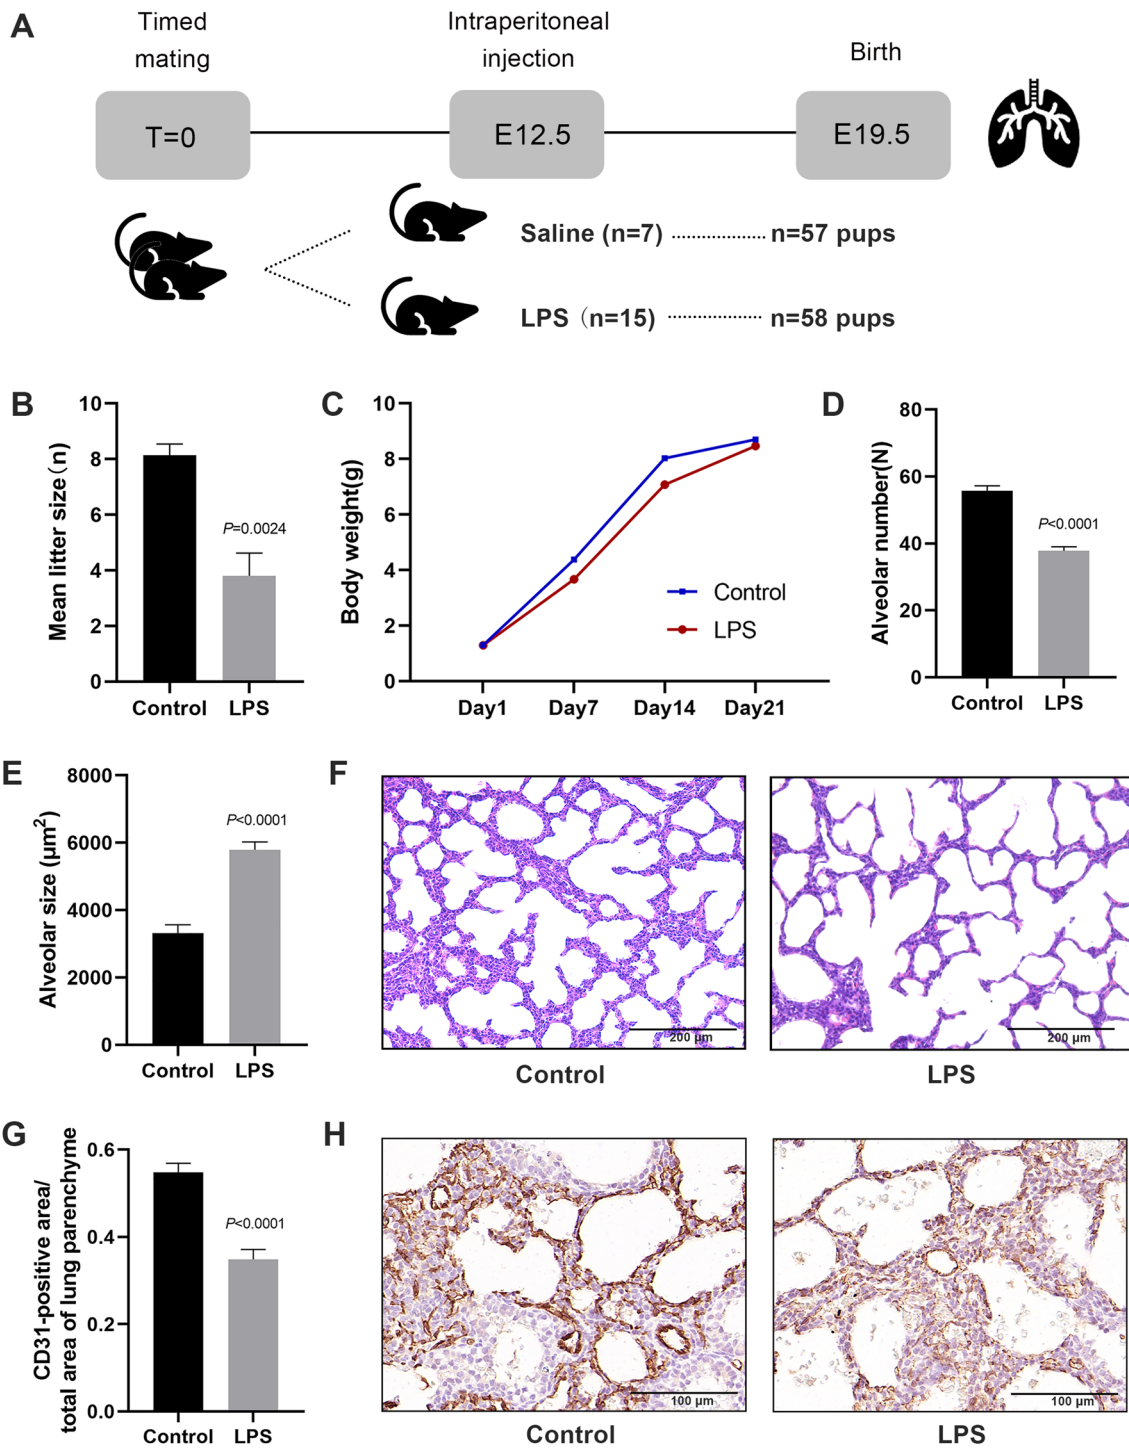 A
Timed
mating
Intraperitoneal
injection
Birth
T=0
E12.5
E19.5
Saline (n=7)
n=57 pups
LPS （n=15)
n=58 pups
B
Mean litter size（n)
10
8
6
4
2
0
P=0.0024
Control
LPS
C
Body weight(g)
10
8
6
4
2
0
Control
LPS
Day1
Day7
Day14
Day21
D
Alveolar number(N)
80
60
40
20
0
P<0.0001
Control
LPS
E
Alveolar size (μm²)
8000
6000
4000
2000
0
P<0.0001
Control
LPS
F
200 μm
Control
200 μm
LPS
G
CD31-positive area/
total area of lung parenchyme
0.6
0.4
0.2
0.0
P<0.0001
Control
LPS
H
100 μm
Control
100 μm
LPS